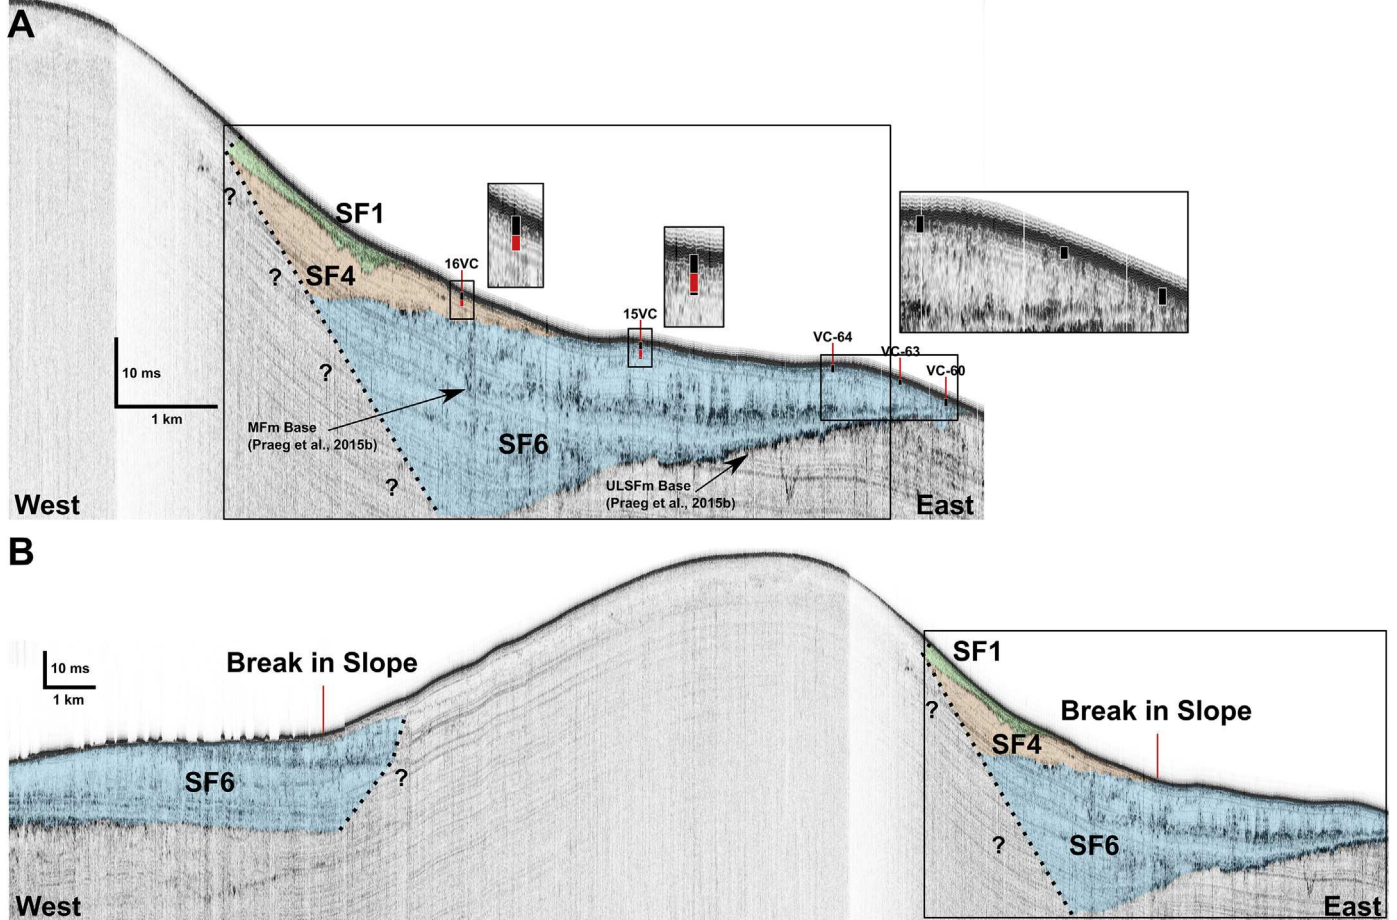 A
SF1
?
SF4
?
16VC
15VC
VC-64
VC-63
VC-60
10 ms
1 km
?
MFm Base
(Praeg et al., 2015b)
SF6
?
ULSFm Base
(Praeg et al., 2015b)
West
East
B
Break in Slope
10 ms
1 km
SF1
?
Break in Slope
SF4
SF6
?
?
SF6
West
East